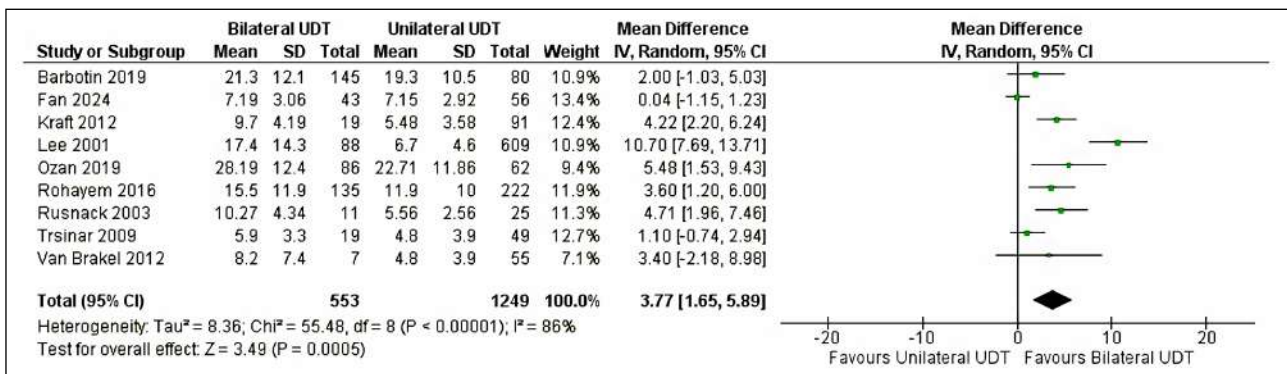 Bilateral UDT Unilateral UDT Mean Difference Mean Difference
Study or Subgroup Mean SD Total Mean SD Total Weight IV, Random, 95% CI IV, Random, 95% CI
Barbotin 2019 21.3 12.1 145 19.3 10.5 80 10.9% 2.00 [-1.03, 5.03]
Fan 2024 7.19 3.06 43 7.15 2.92 56 13.4% 0.04 [-1.15, 1.23]
Kraft 2012 9.7 4.19 19 5.48 3.58 91 12.4% 4.22 [2.20, 6.24]
Lee 2001 17.4 14.3 88 6.7 4.6 609 10.9% 10.70 [7.69, 13.71]
Ozan 2019 28.19 12.4 86 22.71 11.86 62 9.4% 5.48 [1.53, 9.43]
Rohayem 2016 15.5 11.9 135 11.9 10 222 11.9% 3.60 [1.20, 6.00]
Rusnack 2003 10.27 4.34 11 5.56 2.56 25 11.3% 4.71 [1.96, 7.46]
Trsinar 2009 5.9 3.3 19 4.8 3.9 49 12.7% 1.10 [-0.74, 2.94]
Van Brakel 2012 8.2 7.4 7 4.8 3.9 55 7.1% 3.40 [-2.18, 8.98]
Total (95% CI) 553 1249 100.0% 3.77 [1.65, 5.89]
Heterogeneity: Tau² = 8.36; Chi² = 55.48, df = 8 (P < 0.00001); I² = 86%
Test for overall effect: Z = 3.49 (P = 0.0005)
-20 -10 0 10 20
Favours Unilateral UDT Favours Bilateral UDT